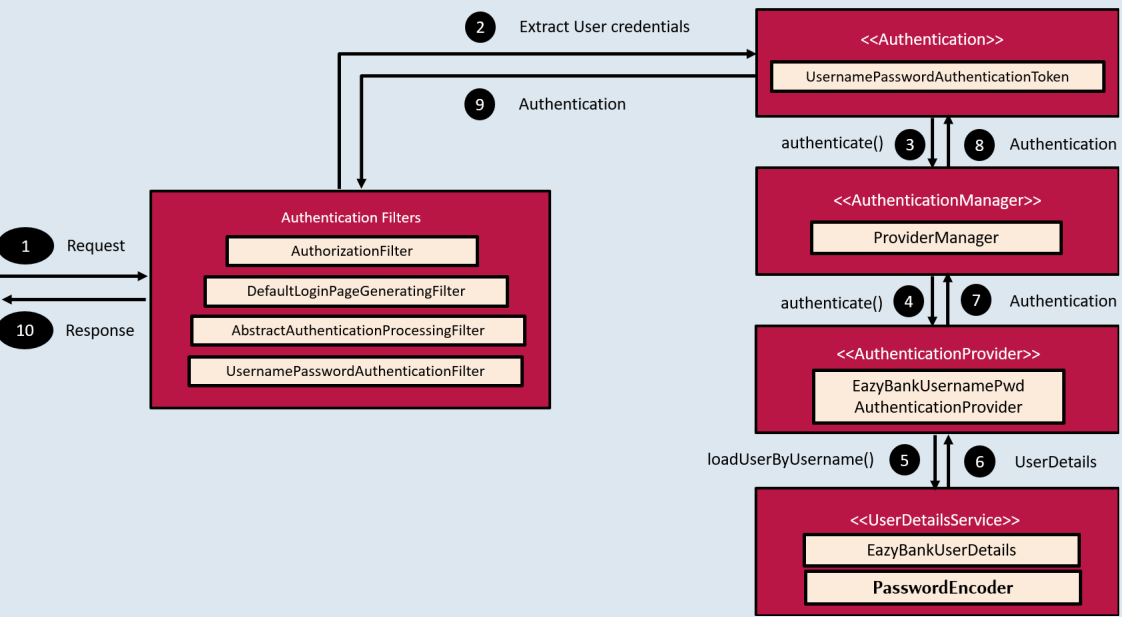 2 Extract User credentials
<<Authentication>>
UsernamePasswordAuthenticationToken
9 Authentication
authenticate() 3 8 Authentication
<<AuthenticationManager>>
ProviderManager
Authentication Filters
AuthorizationFilter
DefaultLoginPageGeneratingFilter
AbstractAuthenticationProcessingFilter
UsernamePasswordAuthenticationFilter
1 Request
10 Response
authenticate() 4 7 Authentication
<<AuthenticationProvider>>
EazyBankUsernamePwd
AuthenticationProvider
loadUserByUsername() 5 6 UserDetails
<<UserDetailsService>>
EazyBankUserDetails
PasswordEncoder